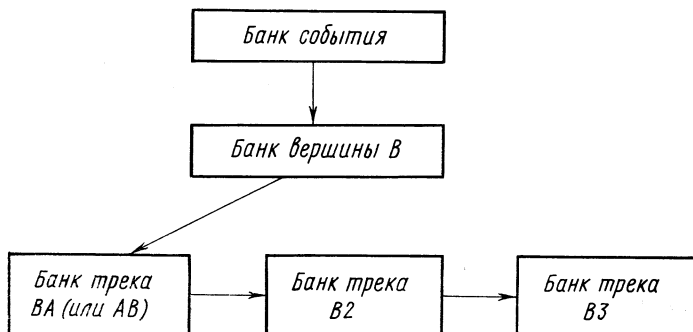 Банк события
Банк вершины В
Банк трека
ВА (или АВ)
Банк трека
В2
Банк трека
В3